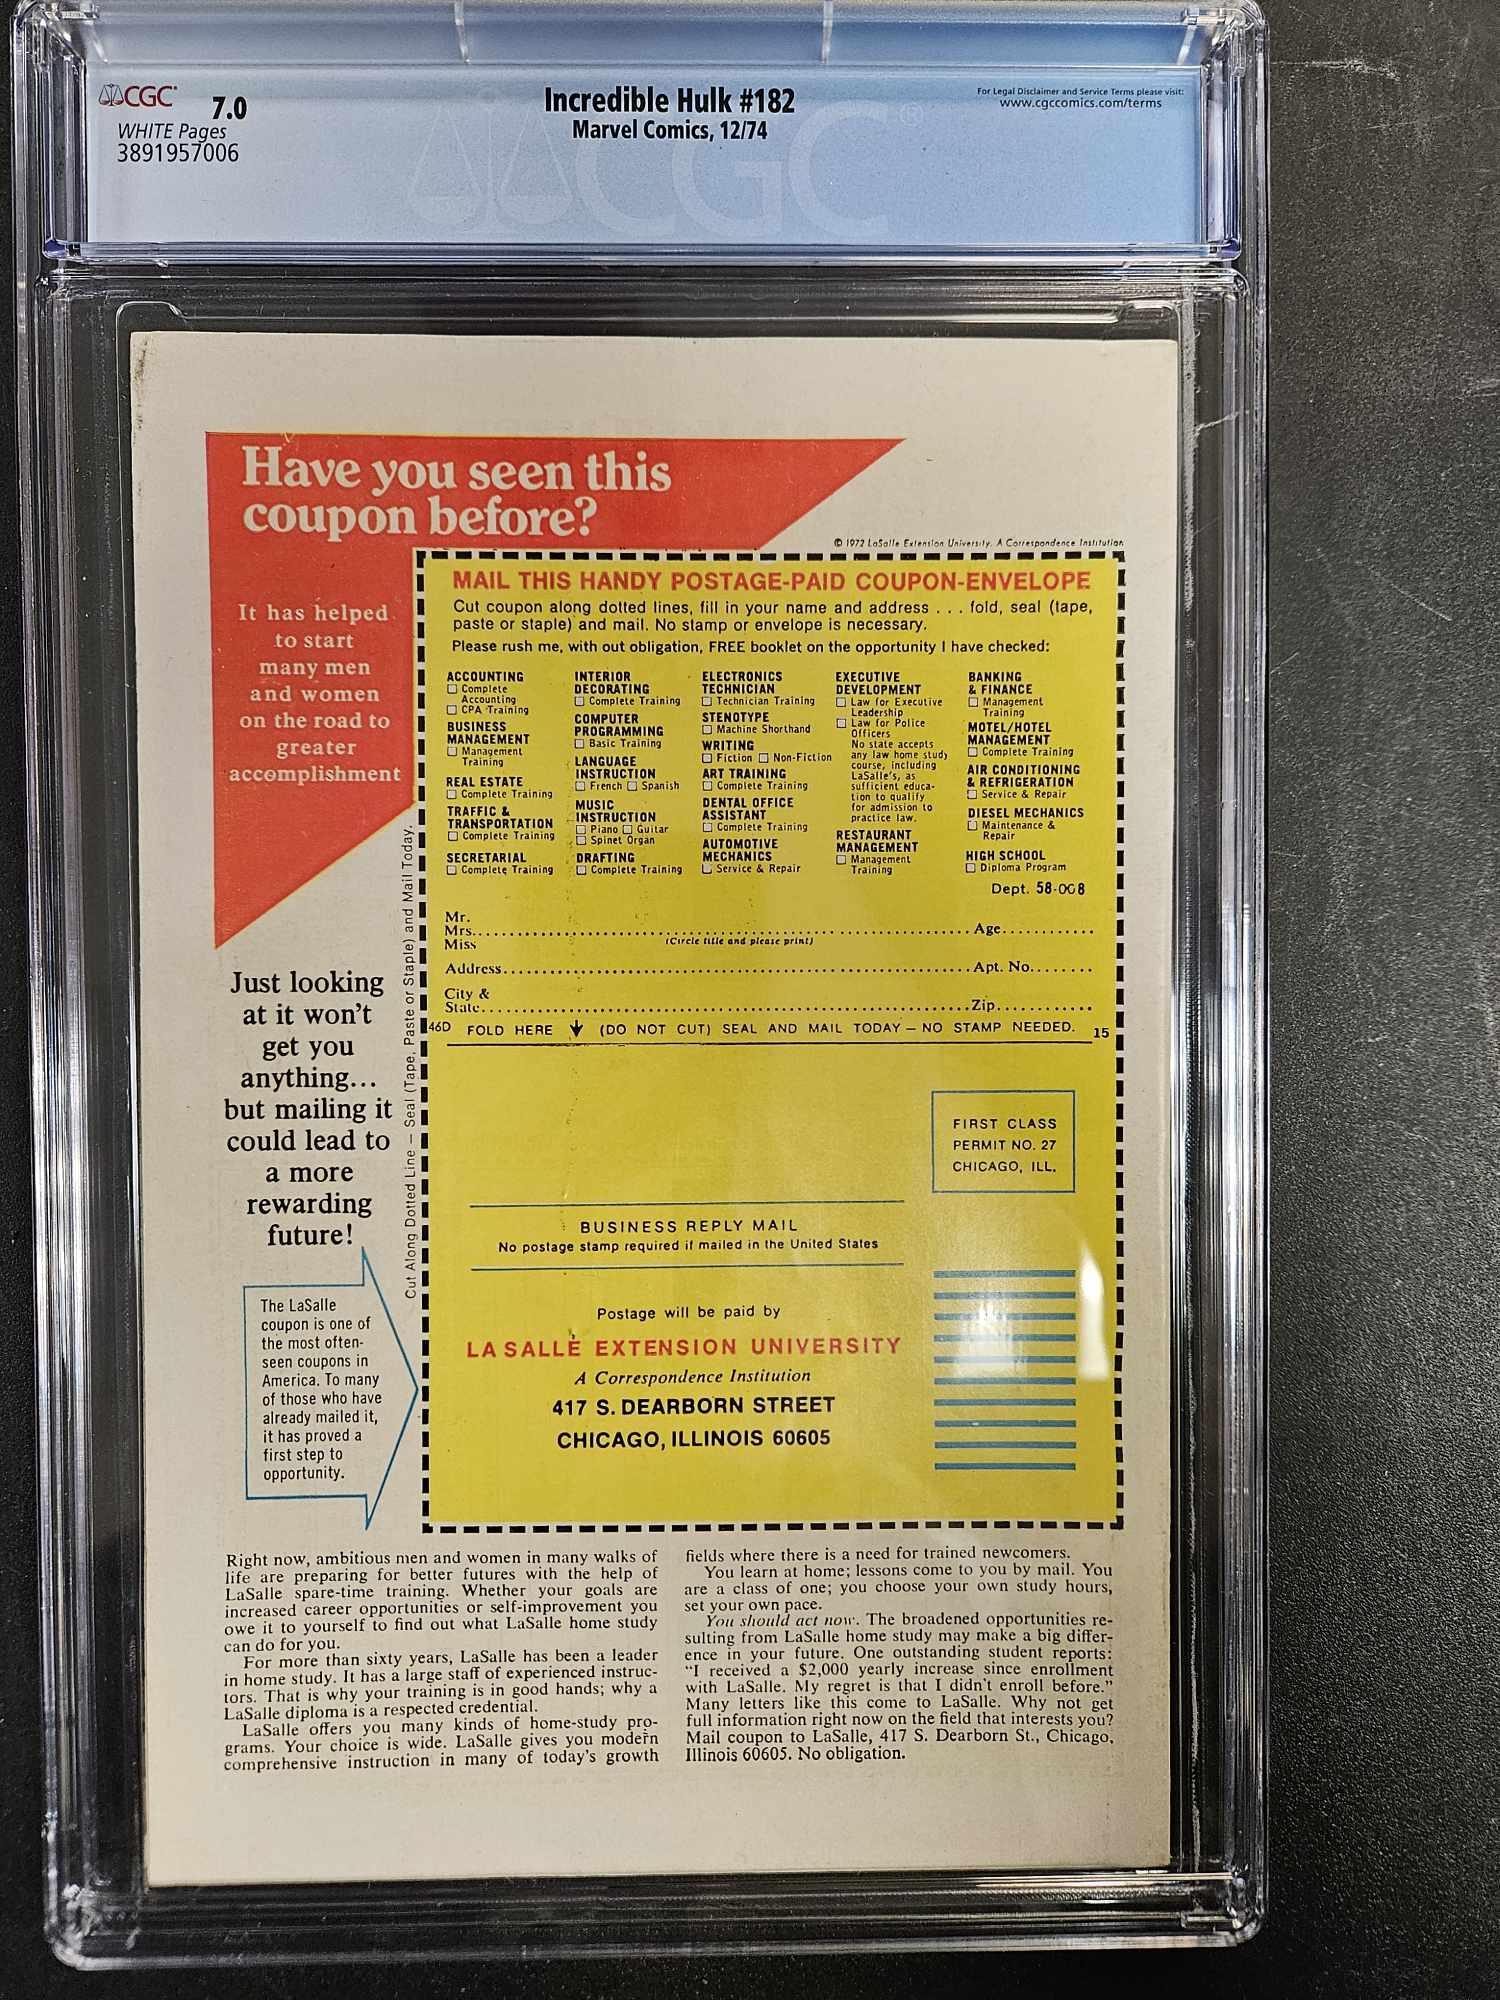 CGC 7.0
WHITE Pages
3891957006
Incredible Hulk #182
Marvel Comics, 12/74
For Legal Disclaimer and Service Terms please visit:
www.cgccomics.com/terms
CGC
Have you seen this
coupon before?
It has helped
to start
many men
and women
on the road to
greater
accomplishment
© 1972 LaSalle Extension University, A Correspondence Institution
MAIL THIS HANDY POSTAGE-PAID COUPON-ENVELOPE
Cut coupon along dotted lines, fill in your name and address . . . fold, seal (tape,
paste or staple) and mail. No stamp or envelope is necessary.
Please rush me, with out obligation, FREE booklet on the opportunity I have checked:
ACCOUNTING
☐ Complete
Accounting
☐ CPA Training
BUSINESS
MANAGEMENT
☐ Management
Training
REAL ESTATE
☐ Complete Training
TRAFFIC &
TRANSPORTATION
☐ Complete Training
SECRETARIAL
☐ Complete Training
INTERIOR
DECORATING
☐ Complete Training
COMPUTER
PROGRAMMING
☐ Basic Training
LANGUAGE
INSTRUCTION
☐ French ☐ Spanish
MUSIC
INSTRUCTION
☐ Piano ☐ Guitar
☐ Spinet Organ
DRAFTING
☐ Complete Training
ELECTRONICS
TECHNICIAN
☐ Technician Training
STENOTYPE
☐ Machine Shorthand
WRITING
☐ Fiction ☐ Non-Fiction
ART TRAINING
☐ Complete Training
DENTAL OFFICE
ASSISTANT
☐ Complete Training
AUTOMOTIVE
MECHANICS
☐ Service & Repair
EXECUTIVE
DEVELOPMENT
☐ Law for Executive
Leadership
☐ Law for Police
Officers
No state accepts
any law home study
course, including
LaSalle's, as
sufficient educa-
tion to qualify
for admission to
practice law.
RESTAURANT
MANAGEMENT
☐ Management
Training
BANKING
& FINANCE
☐ Management
Training
MOTEL/HOTEL
MANAGEMENT
☐ Complete Training
AIR CONDITIONING
& REFRIGERATION
☐ Service & Repair
DIESEL MECHANICS
☐ Maintenance &
Repair
HIGH SCHOOL
☐ Diploma Program
Dept. 58-008
Mr.
Mrs. Age
Miss (Circle title and please print)
Address Apt. No.
City &
State Zip
46D FOLD HERE ↓ (DO NOT CUT) SEAL AND MAIL TODAY — NO STAMP NEEDED. 15
Cut Along Dotted Line — Seal (Tape, Paste or Staple) and Mail Today.
FIRST CLASS
PERMIT NO. 27
CHICAGO, ILL.
BUSINESS REPLY MAIL
No postage stamp required if mailed in the United States
Postage will be paid by
LA SALLE EXTENSION UNIVERSITY
A Correspondence Institution
417 S. DEARBORN STREET
CHICAGO, ILLINOIS 60605
Just looking
at it won't
get you
anything...
but mailing it
could lead to
a more
rewarding
future!
The LaSalle
coupon is one of
the most often-
seen coupons in
America. To many
of those who have
already mailed it,
it has proved a
first step to
opportunity.
Right now, ambitious men and women in many walks of
life are preparing for better futures with the help of
LaSalle spare-time training. Whether your goals are
increased career opportunities or self-improvement you
owe it to yourself to find out what LaSalle home study
can do for you.
For more than sixty years, LaSalle has been a leader
in home study. It has a large staff of experienced instruc-
tors. That is why your training is in good hands; why a
LaSalle diploma is a respected credential.
LaSalle offers you many kinds of home-study pro-
grams. Your choice is wide. LaSalle gives you modern
comprehensive instruction in many of today's growth
fields where there is a need for trained newcomers.
You learn at home; lessons come to you by mail. You
are a class of one; you choose your own study hours,
set your own pace.
You should act now. The broadened opportunities re-
sulting from LaSalle home study may make a big differ-
ence in your future. One outstanding student reports:
"I received a $2,000 yearly increase since enrollment
with LaSalle. My regret is that I didn't enroll before."
Many letters like this come to LaSalle. Why not get
full information right now on the field that interests you?
Mail coupon to LaSalle, 417 S. Dearborn St., Chicago,
Illinois 60605. No obligation.